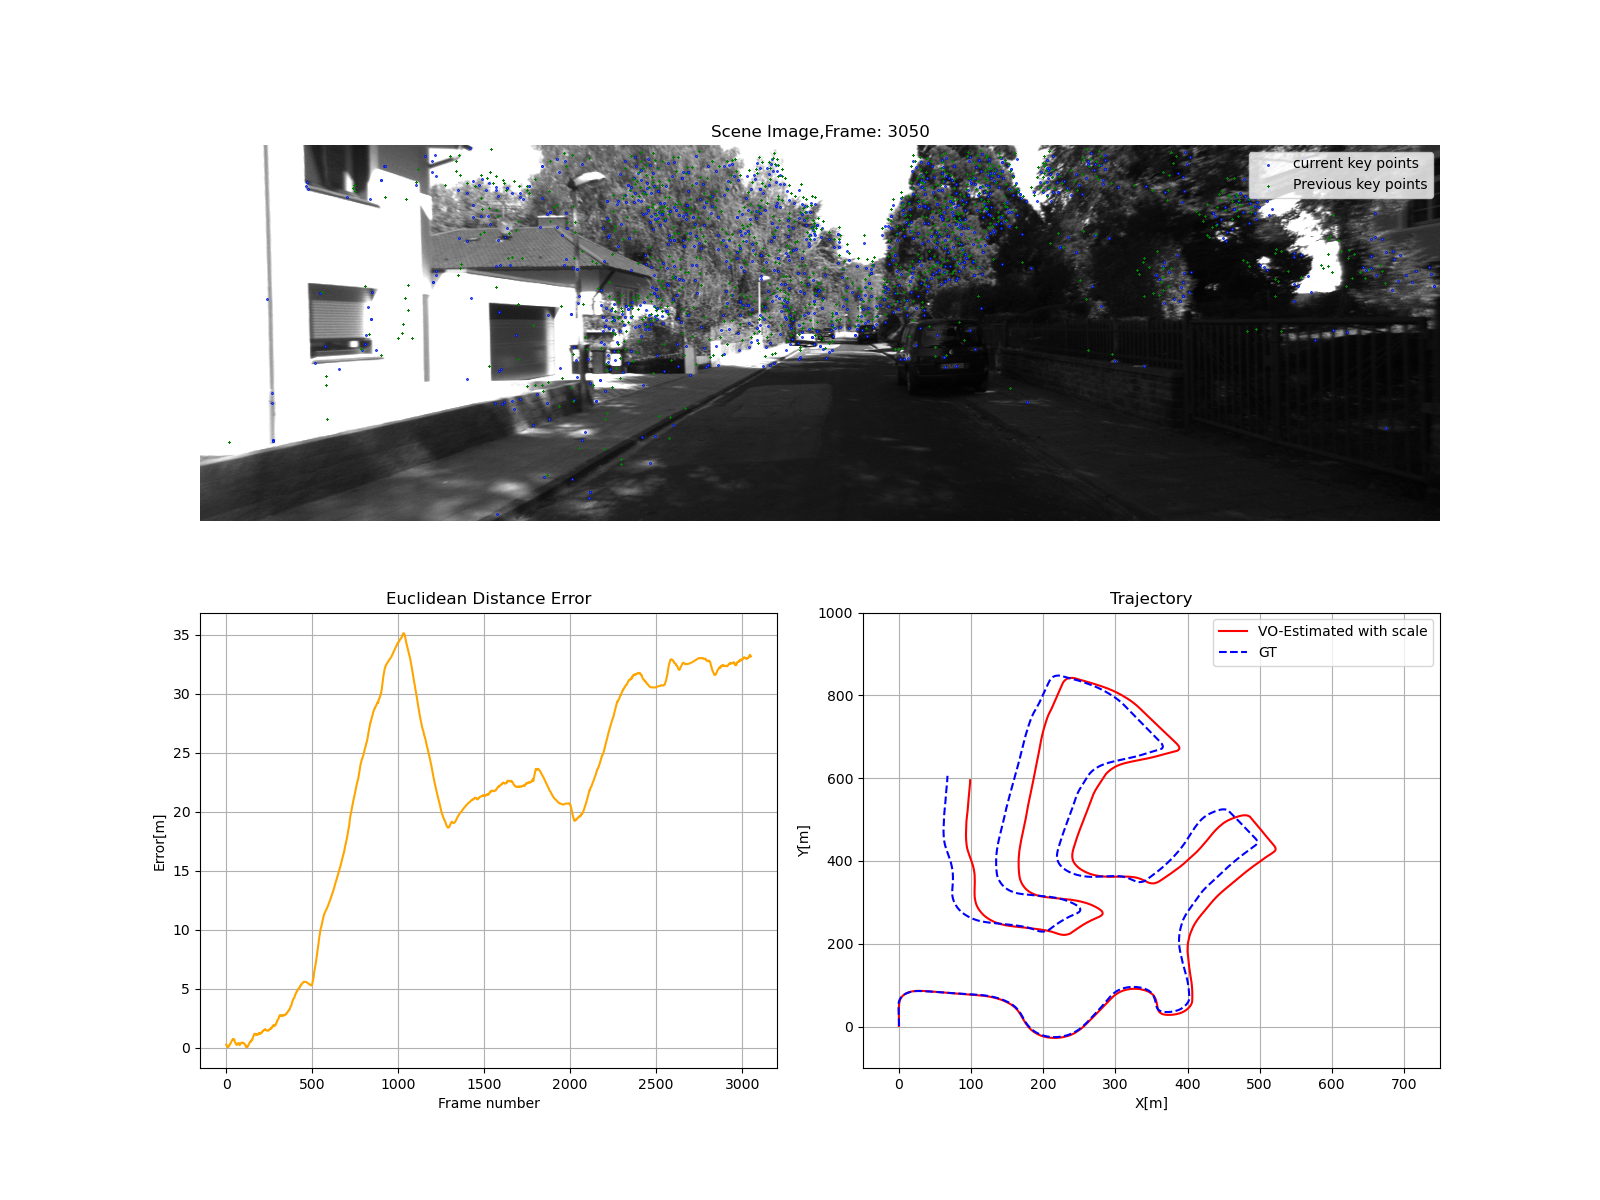 Scene Image,Frame: 3050
current key points
Previous key points
Euclidean Distance Error
35
30
25
20
15
10
5
0
Error[m]
0 500 1000 1500 2000 2500 3000
Frame number
Trajectory
VO-Estimated with scale
GT
1000
800
600
400
200
0
Y[m]
0 100 200 300 400 500 600 700
X[m]